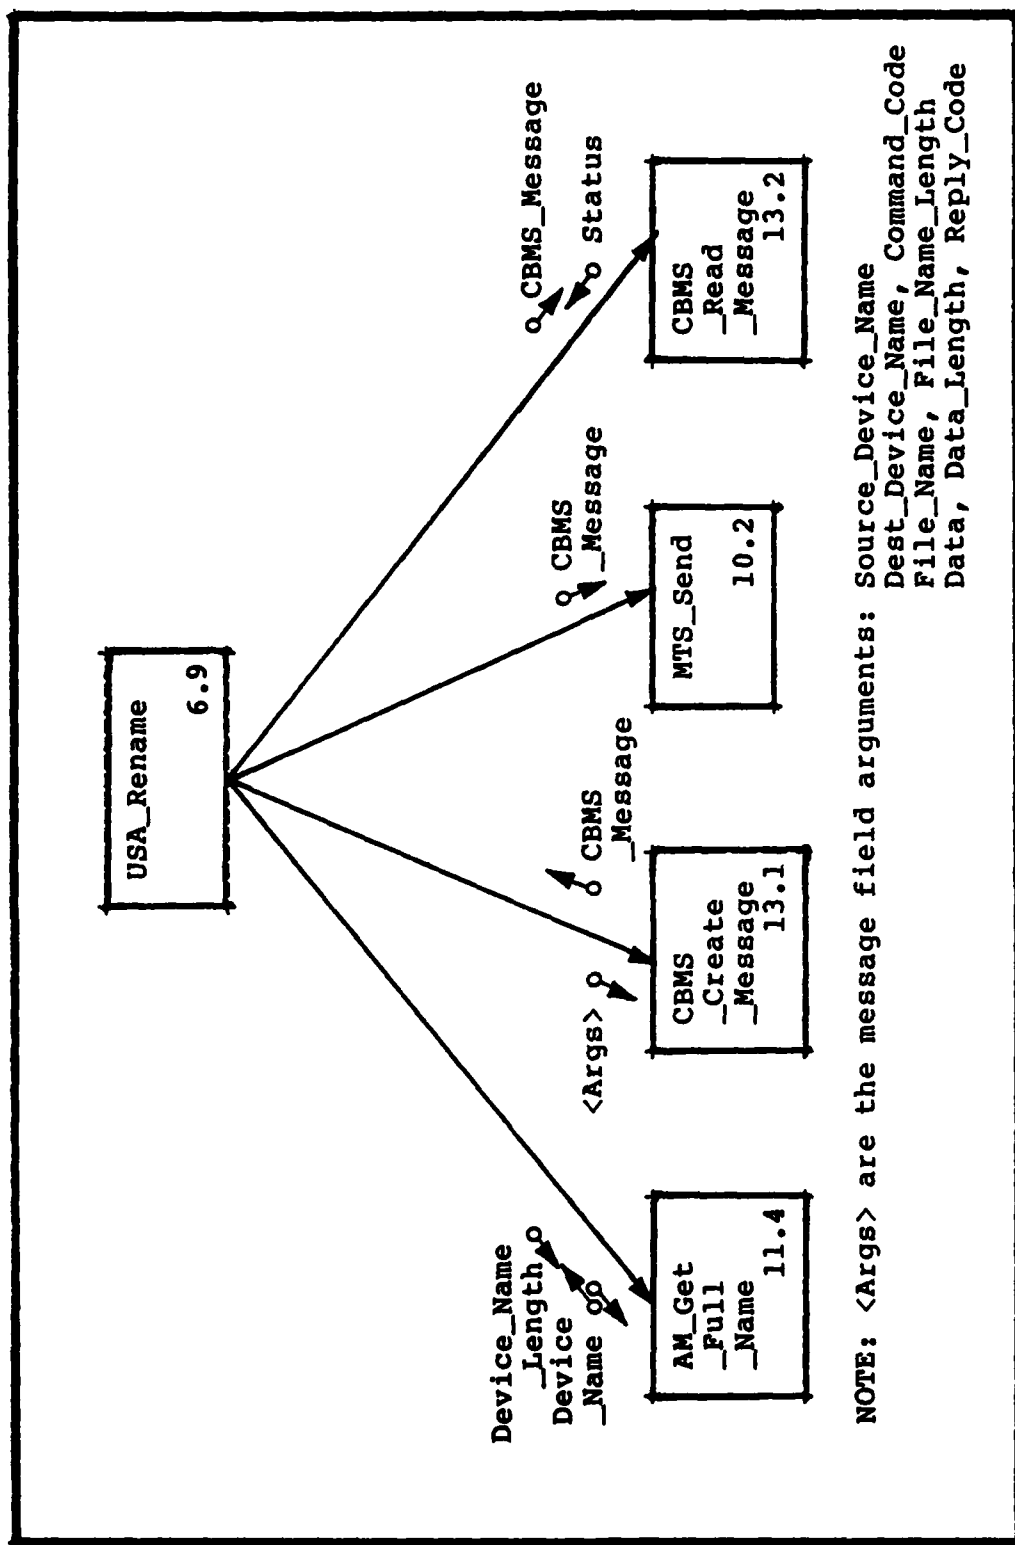 USA_Rename
6.9
Device_Name
_Length
Device
_Name
<Args>
CBMS
_Message
CBMS
_Message
CBMS_Message
Status
AM_Get
_Full
_Name
11.4
CBMS
_Create
_Message
13.1
MTS_Send
10.2
CBMS
_Read
_Message
13.2
NOTE: <Args> are the message field arguments: Source_Device_Name
Dest_Device_Name, Command_Code
File_Name, File_Name_Length
Data, Data_Length, Reply_Code